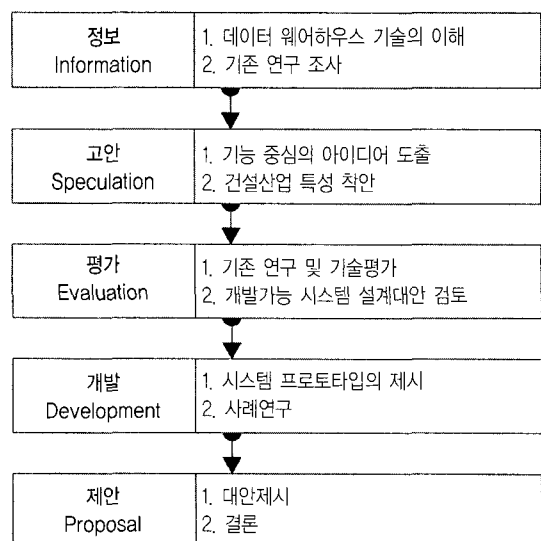 정보
Information
1. 데이터 웨어하우스 기술의 이해
2. 기존 연구 조사
고안
Speculation
1. 기능 중심의 아이디어 도출
2. 건설산업 특성 착안
평가
Evaluation
1. 기존 연구 및 기술평가
2. 개발가능 시스템 설계대안 검토
개발
Development
1. 시스템 프로토타입의 제시
2. 사례연구
제안
Proposal
1. 대안제시
2. 결론